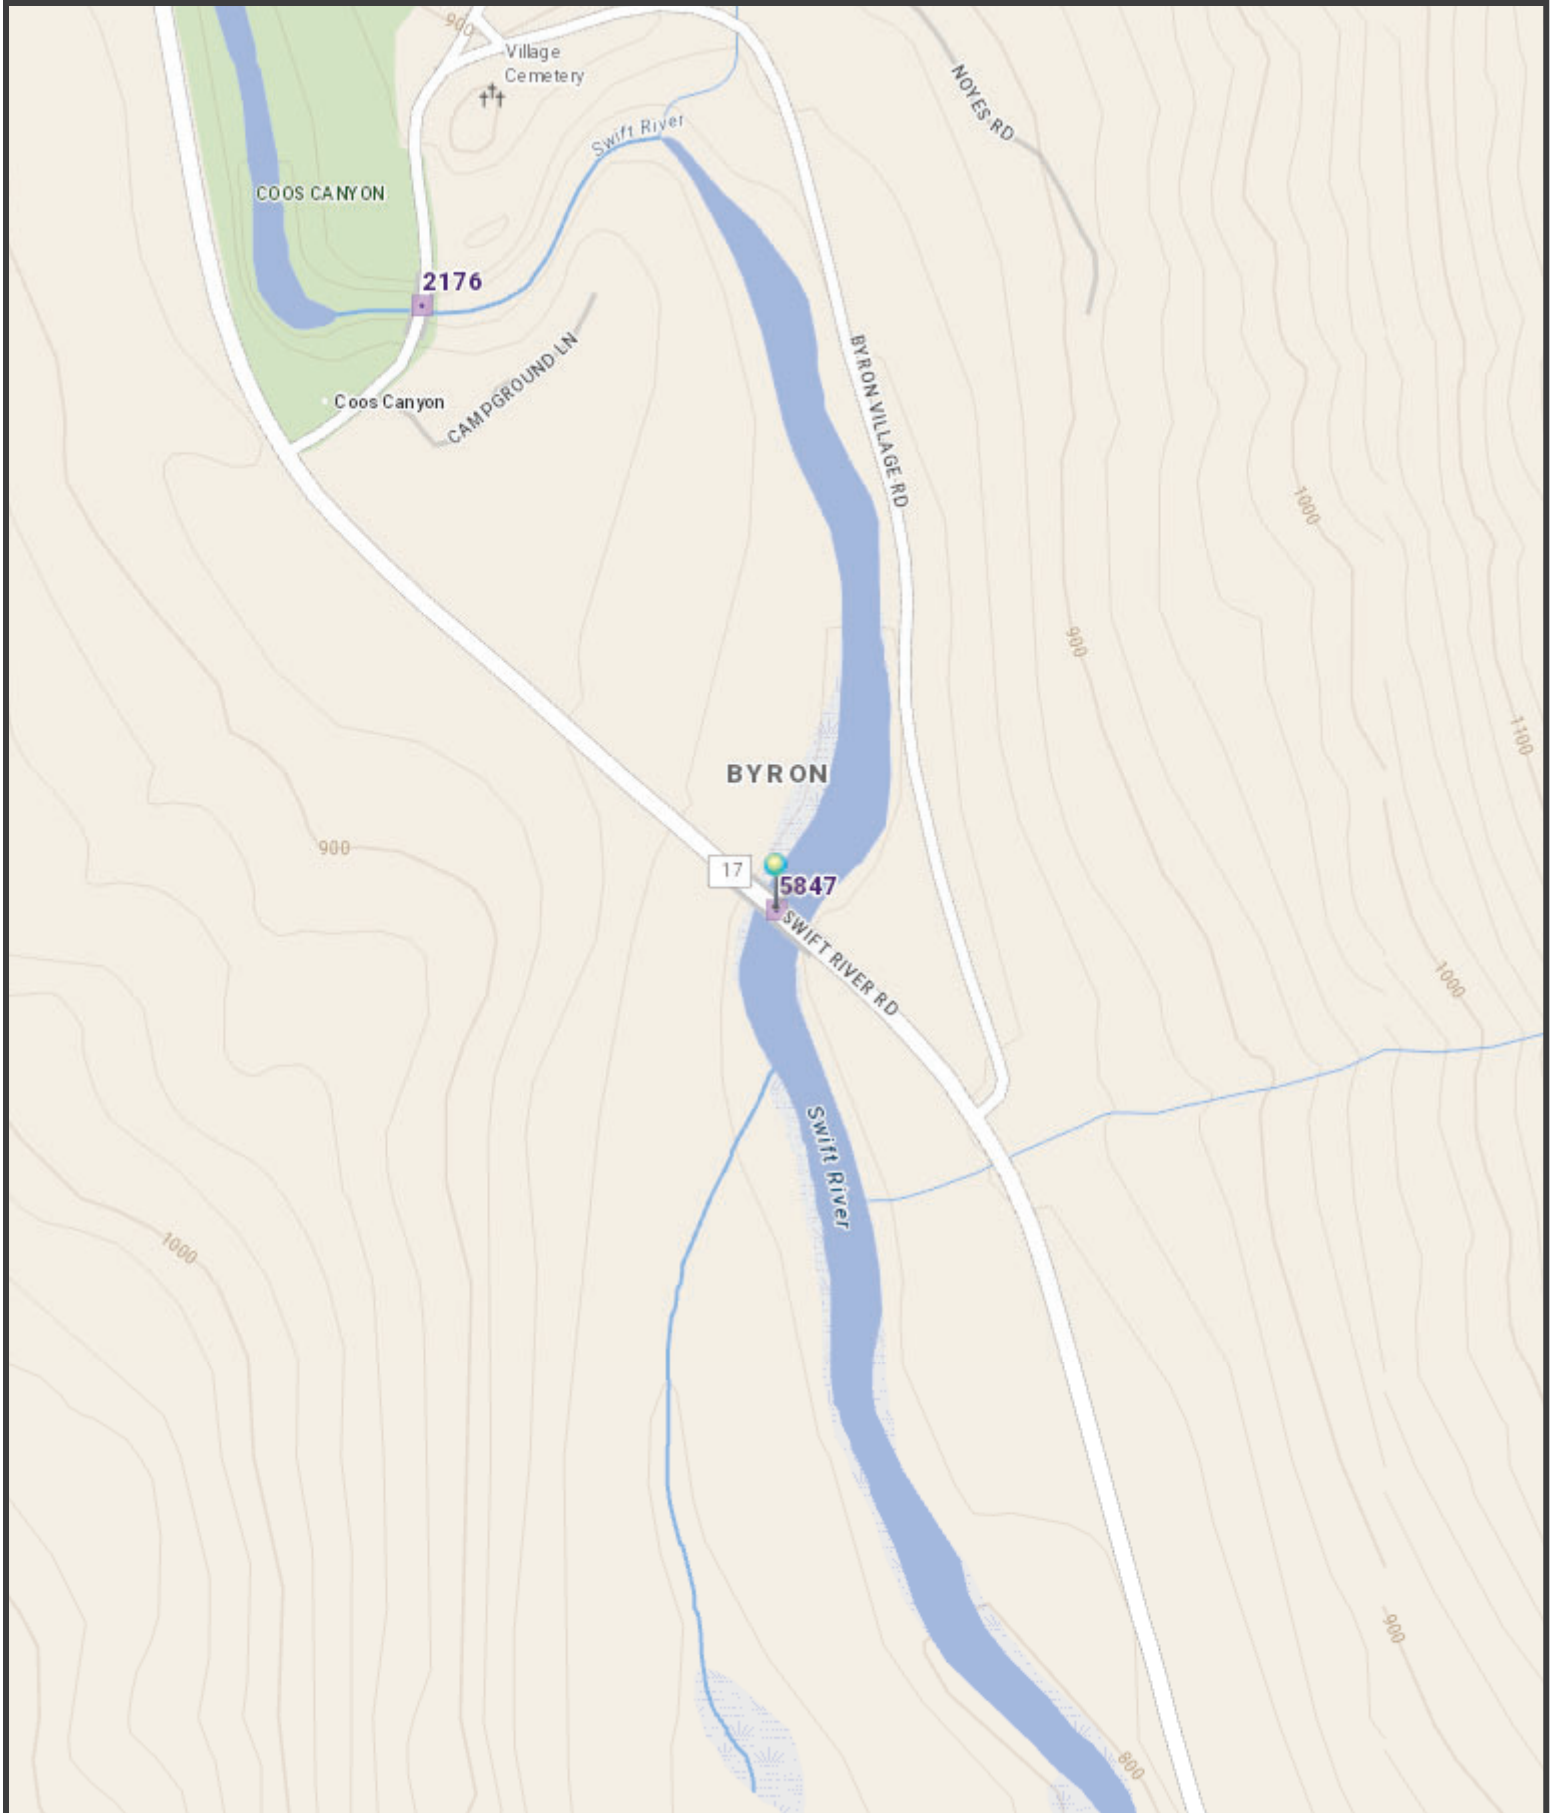 900
Village
Cemetery
NOYES RD
Swift River
COOS CANYON
2176
CAMPGROUND LN
BYRON VILLAGE RD
Coos Canyon
1000
900
1100
BYRON
900
17
5847
SWIFT RIVER RD
1000
Swift River
1000
900
800